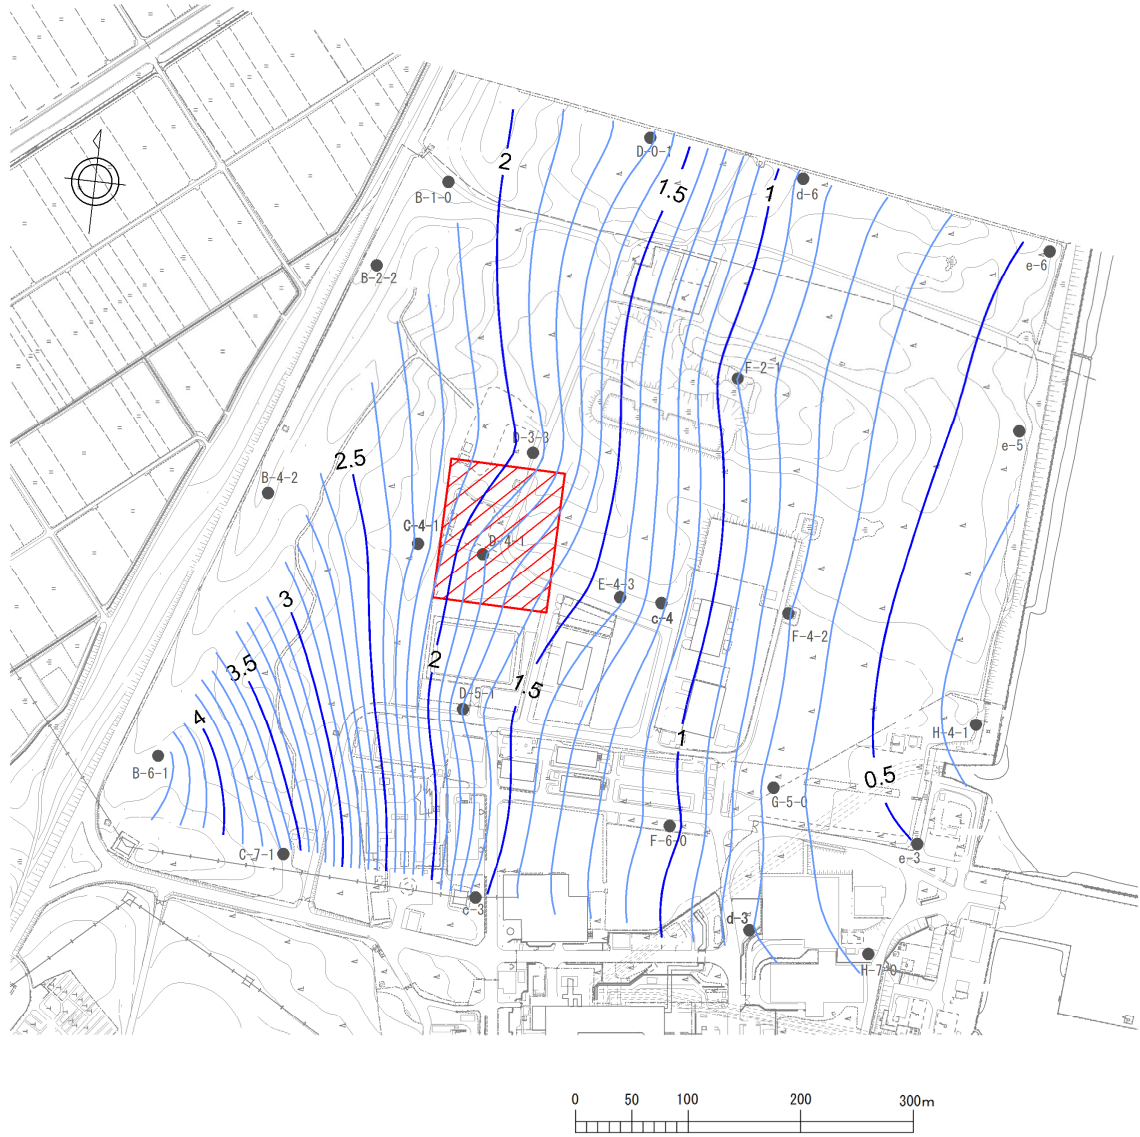 2
D-0-1
1.5
1
d-6
B-1-0
e-6
B-2-2
F-2-1
D-3-3
e-5
2.5
B-4-2
C-4-1
D-4-1
E-4-3
c-4
F-4-2
3
3.5
2
D-5-1
1.5
4
1
H-4-1
B-6-1
0.5
G-5-0
F-6-0
C-7-1
e-3
c-3
d-3
H-7-0
0 50 100 200 300m